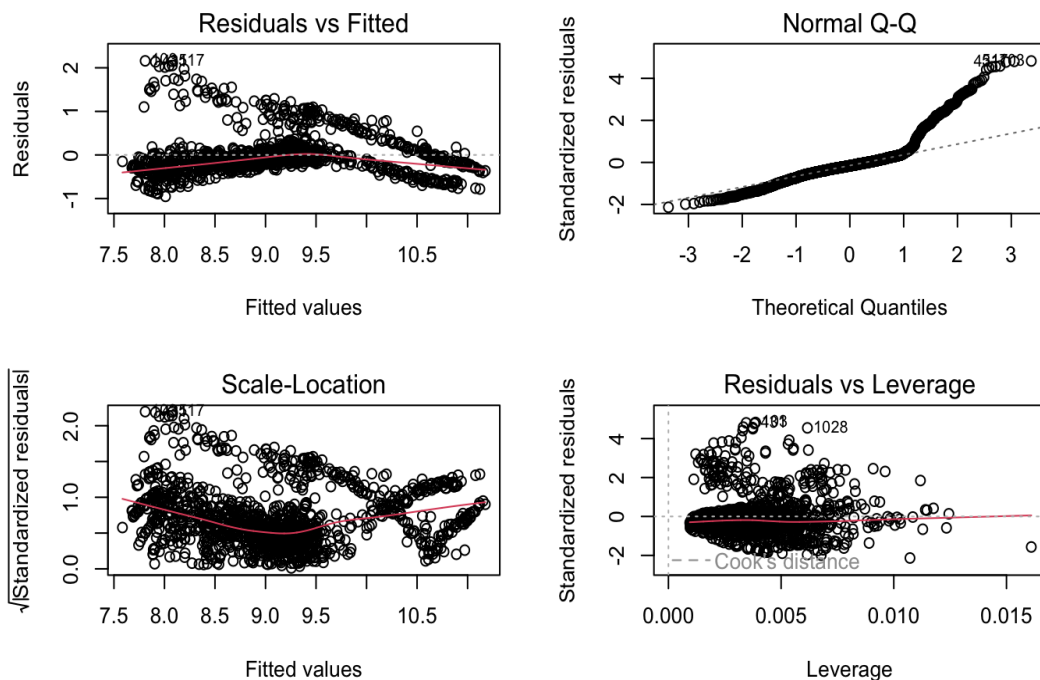 Residuals vs Fitted
Residuals
2
1
0
-1
7.5 8.0 8.5 9.0 9.5 10.5
Fitted values
Normal Q-Q
Standardized residuals
4
2
0
-2
-3 -2 -1 0 1 2 3
Theoretical Quantiles
Scale-Location
√|Standardized residuals|
2.0
1.0
0.0
7.5 8.0 8.5 9.0 9.5 10.5
Fitted values
Residuals vs Leverage
Standardized residuals
4
2
0
-2
1028
Cook's distance
0.000 0.005 0.010 0.015
Leverage